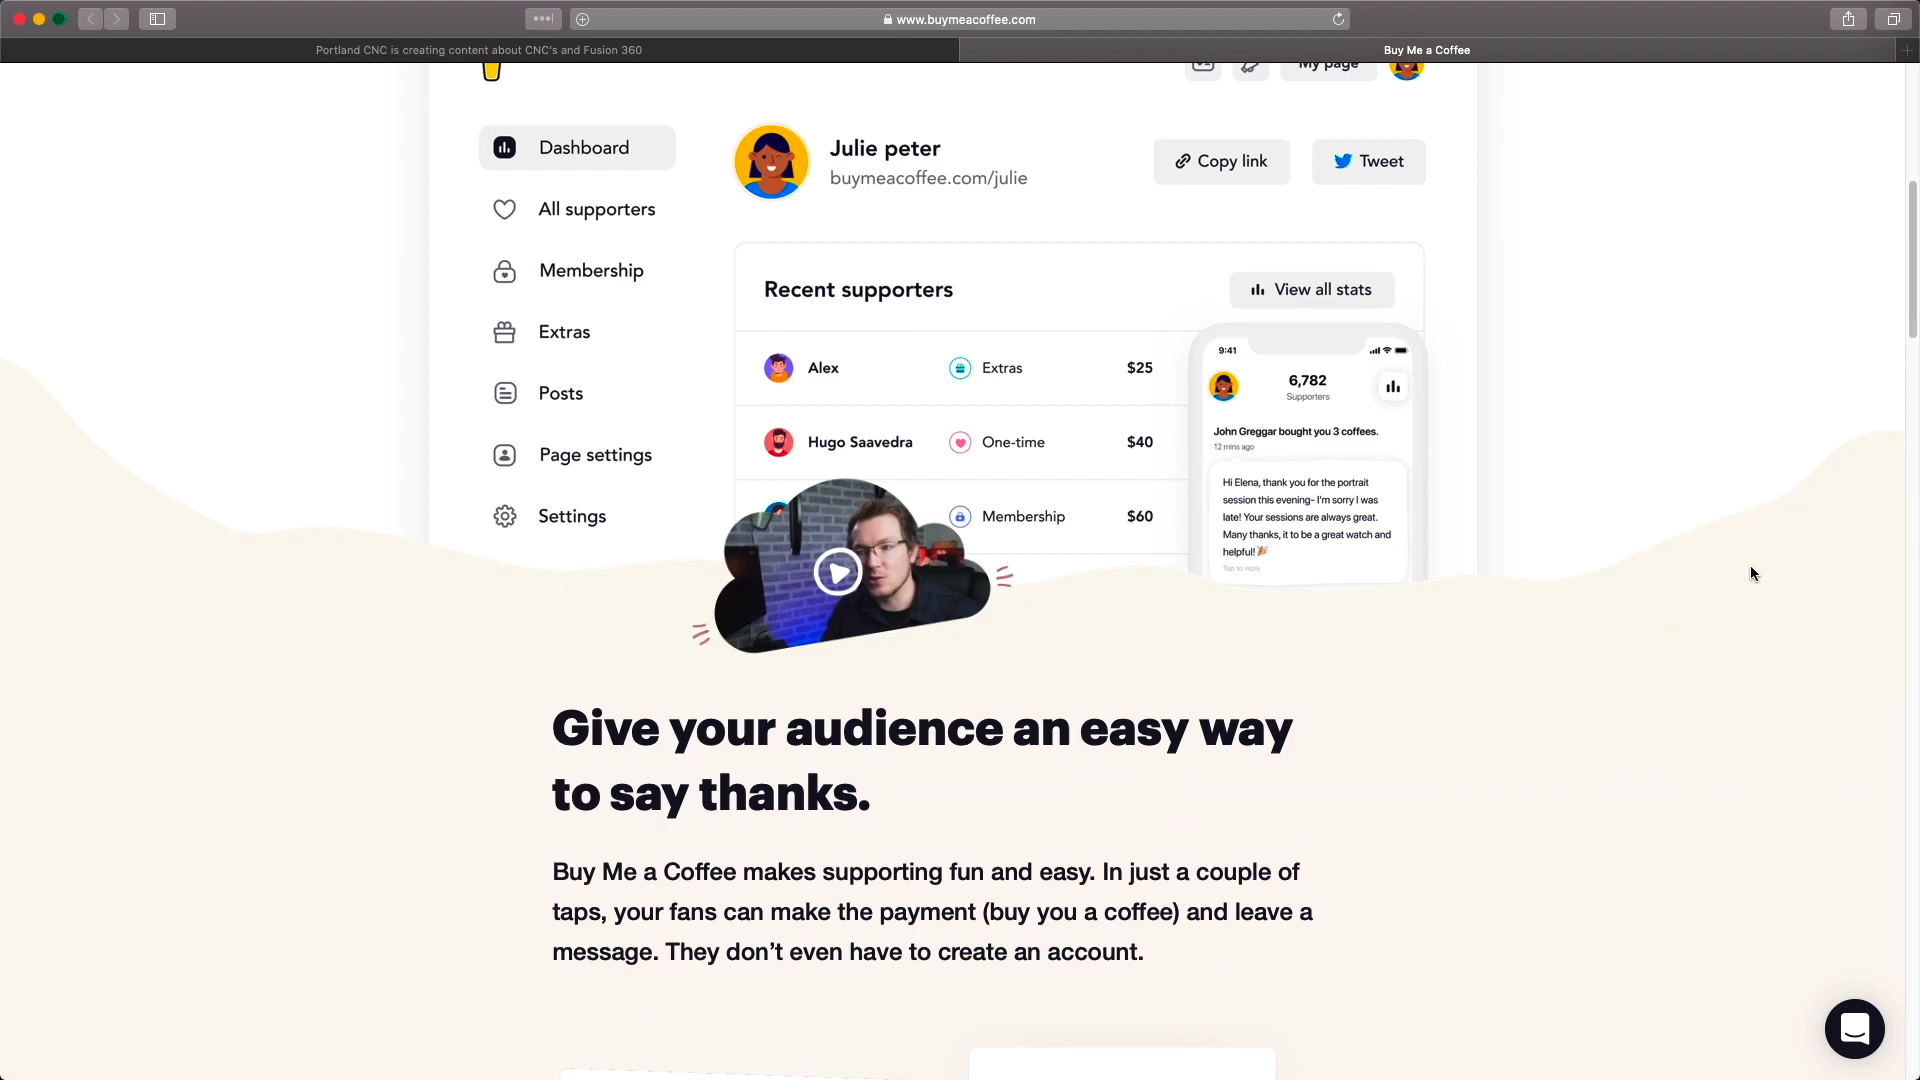 www.buymeacoffee.com
Portland CNC is creating content about CNC's and Fusion 360
Buy Me a Coffee
My page
Dashboard
Julie peter
buymeacoffee.com/julie
Copy link
Tweet
All supporters
Membership
Extras
Posts
Page settings
Settings
Recent supporters
View all stats
Alex
Extras
$25
Hugo Saavedra
One-time
$40
Membership
$60
9:41
6,782
Supporters
John Greggar bought you 3 coffees.
12 mins ago
Hi Elena, thank you for the portrait
session this evening- I'm sorry I was
late! Your sessions are always great.
Many thanks, it to be a great watch and
helpful!🎉
Tap to reply
Give your audience an easy way
to say thanks.
Buy Me a Coffee makes supporting fun and easy. In just a couple of
taps, your fans can make the payment (buy you a coffee) and leave a
message. They don’t even have to create an account.